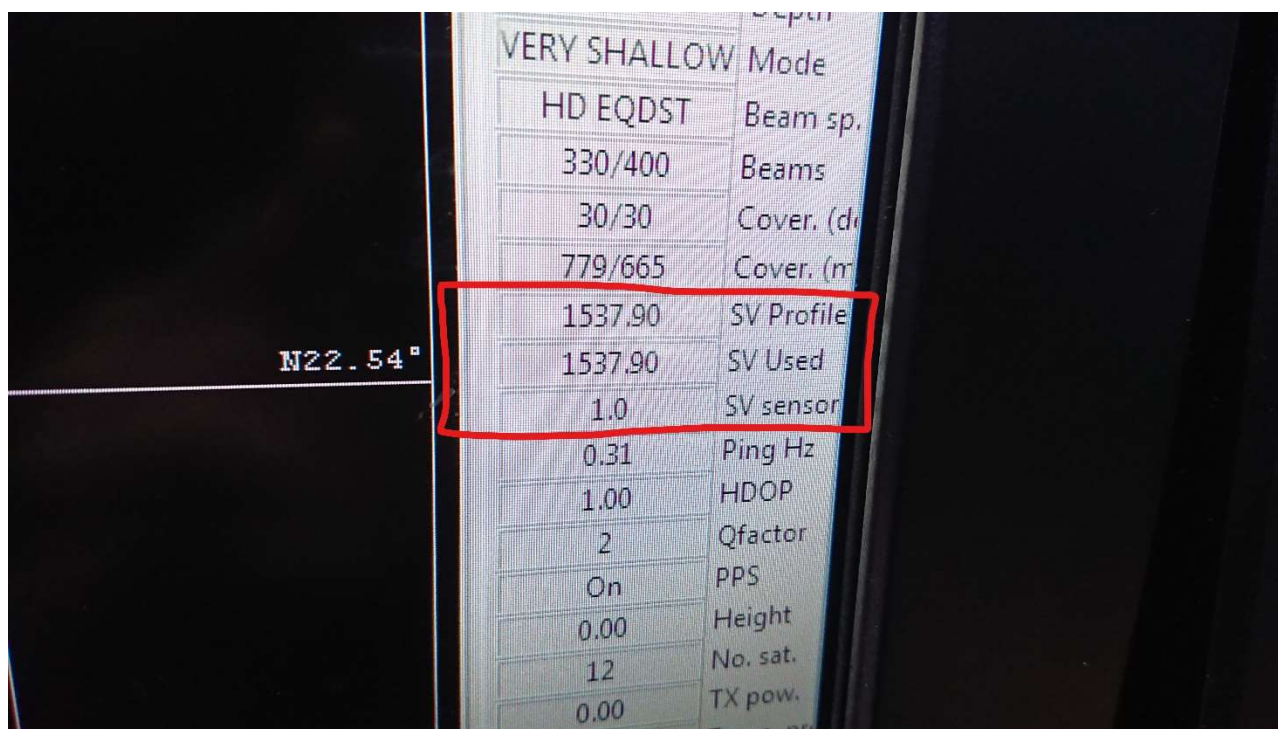 VERY SHALLOW Mode
HD EQDST Beam sp.
330/400 Beams
30/30 Cover. (d
779/665 Cover. (m
1537.90 SV Profile
N22.54° 1537.90 SV Used
1.0 SV sensor
0.31 Ping Hz
1.00 HDOP
2 Qfactor
On PPS
0.00 Height
12 No. sat.
0.00 TX pow.